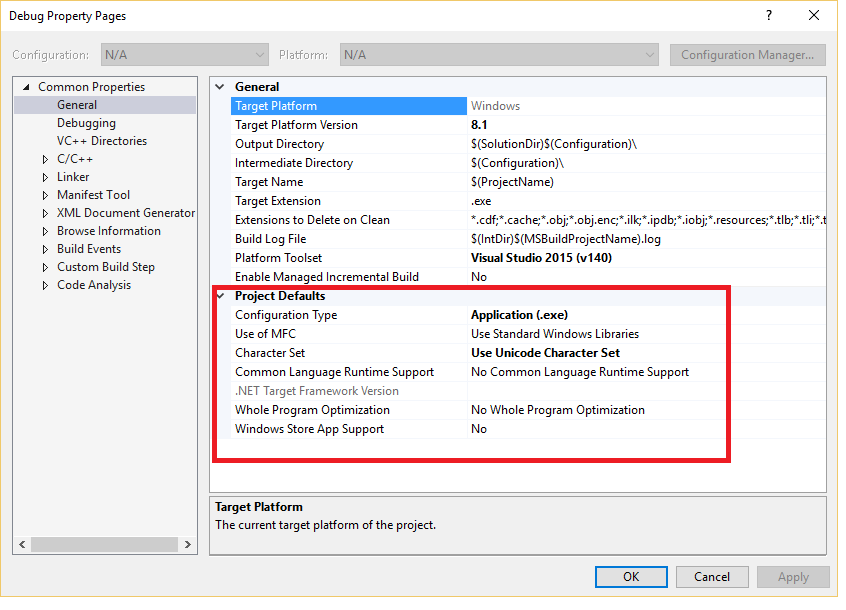 Debug Property Pages ? 
Configuration: N/A Platform: N/A Configuration Manager...
Common Properties
General
Debugging
VC++ Directories
C/C++
Linker
Manifest Tool
XML Document Generator
Browse Information
Build Events
Custom Build Step
Code Analysis
General
Target Platform Windows
Target Platform Version 8.1
Output Directory $(SolutionDir)$(Configuration)\
Intermediate Directory $(Configuration)\
Target Name $(ProjectName)
Target Extension .exe
Extensions to Delete on Clean *.cdf;*.cache;*.obj;*.obj.enc;*.ilk;*.ipdb;*.iobj;*.resources;*.tlb;*.tli;*.t
Build Log File $(IntDir)$(MSBuildProjectName).log
Platform Toolset Visual Studio 2015 (v140)
Enable Managed Incremental Build No
Project Defaults
Configuration Type Application (.exe)
Use of MFC Use Standard Windows Libraries
Character Set Use Unicode Character Set
Common Language Runtime Support No Common Language Runtime Support
.NET Target Framework Version
Whole Program Optimization No Whole Program Optimization
Windows Store App Support No
Target Platform
The current target platform of the project.
OK Cancel Apply